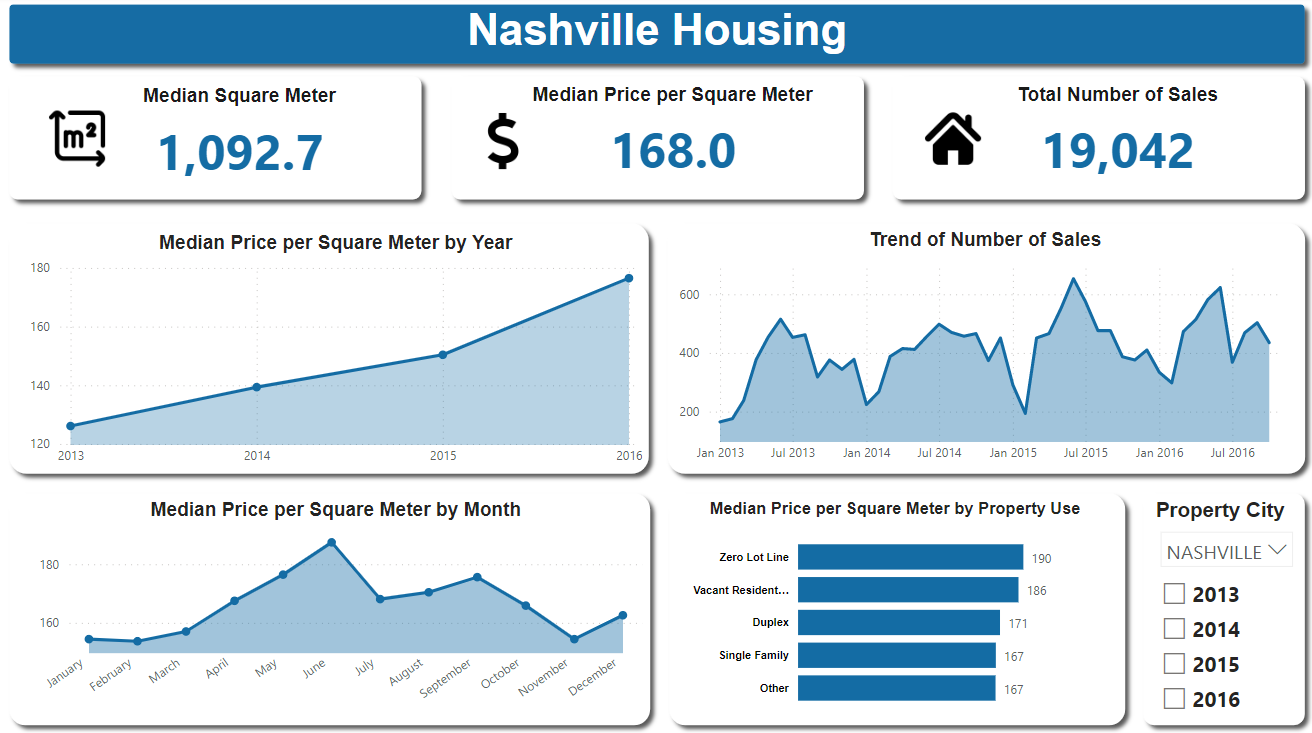 Nashville Housing
Median Square Meter
m²
1,092.7
Median Price per Square Meter
$
168.0
Total Number of Sales
19,042
Median Price per Square Meter by Year
180
160
140
120
2013 2014 2015 2016
Trend of Number of Sales
600
400
200
Jan 2013 Jul 2013 Jan 2014 Jul 2014 Jan 2015 Jul 2015 Jan 2016 Jul 2016
Median Price per Square Meter by Month
180
160
January February March April May June July August September October November December
Median Price per Square Meter by Property Use
Zero Lot Line 190
Vacant Resident... 186
Duplex 171
Single Family 167
Other 167
Property City
NASHVILLE
2013
2014
2015
2016